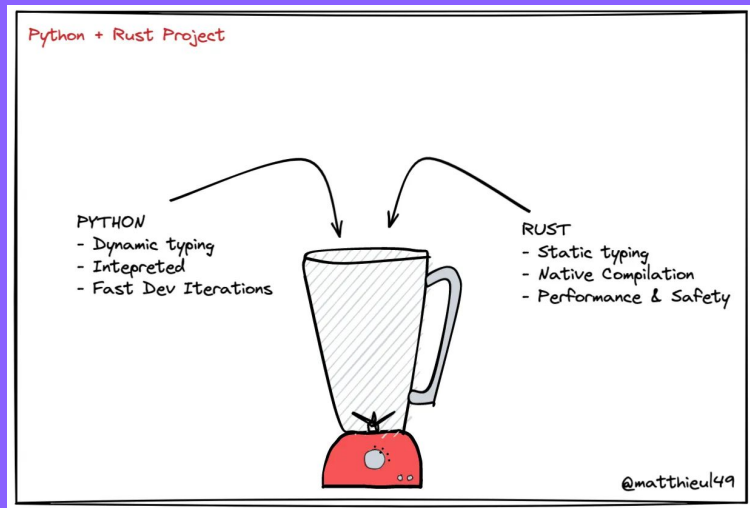 Python + Rust Project
PYTHON
- Dynamic typing
- Intepreted
- Fast Dev Iterations
RUST
- Static typing
- Native Compilation
- Performance & Safety
@matthieul49